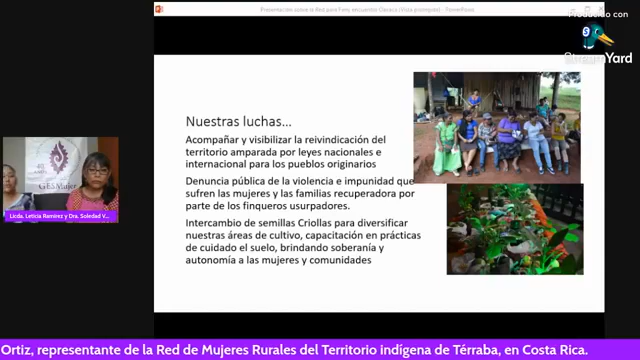 Presentación sobre la Red para Foro encuentro Oaxaca (Vista protegida) - PowerPoint
Producido con
StreamYard
Nuestras luchas...
Acompañar y visibilizar la reivindicación del
territorio amparada por leyes nacionales e
internacional para los pueblos originarios
Denuncia pública de la violencia e impunidad que
sufren las mujeres y las familias recuperadora por
parte de los finqueros usurpadores.
Intercambio de semillas Criollas para diversificar
nuestras áreas de cultivo, capacitación en prácticas
de cuidado el suelo, brindando soberanía y
autonomía a las mujeres y comunidades
GESMujer
Licda. Leticia Ramirez y Dra. Soledad V...
Ortiz, representante de la Red de Mujeres Rurales del Territorio indígena de Térraba, en Costa Rica.